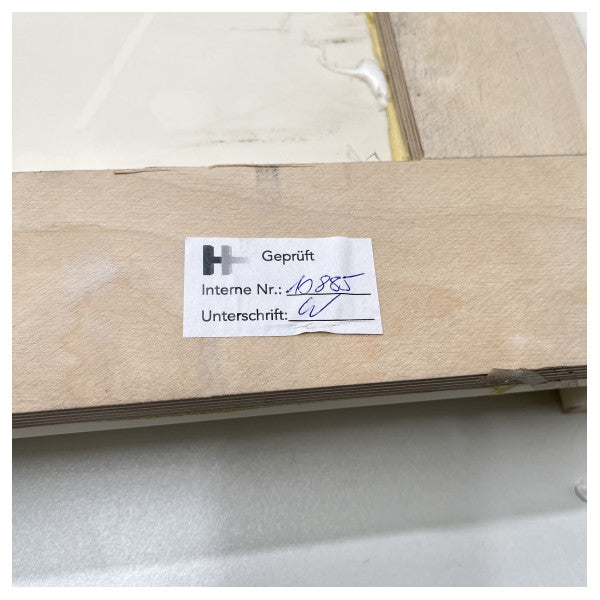 H Geprüft
Interne Nr.: 10885
Unterschrift: W